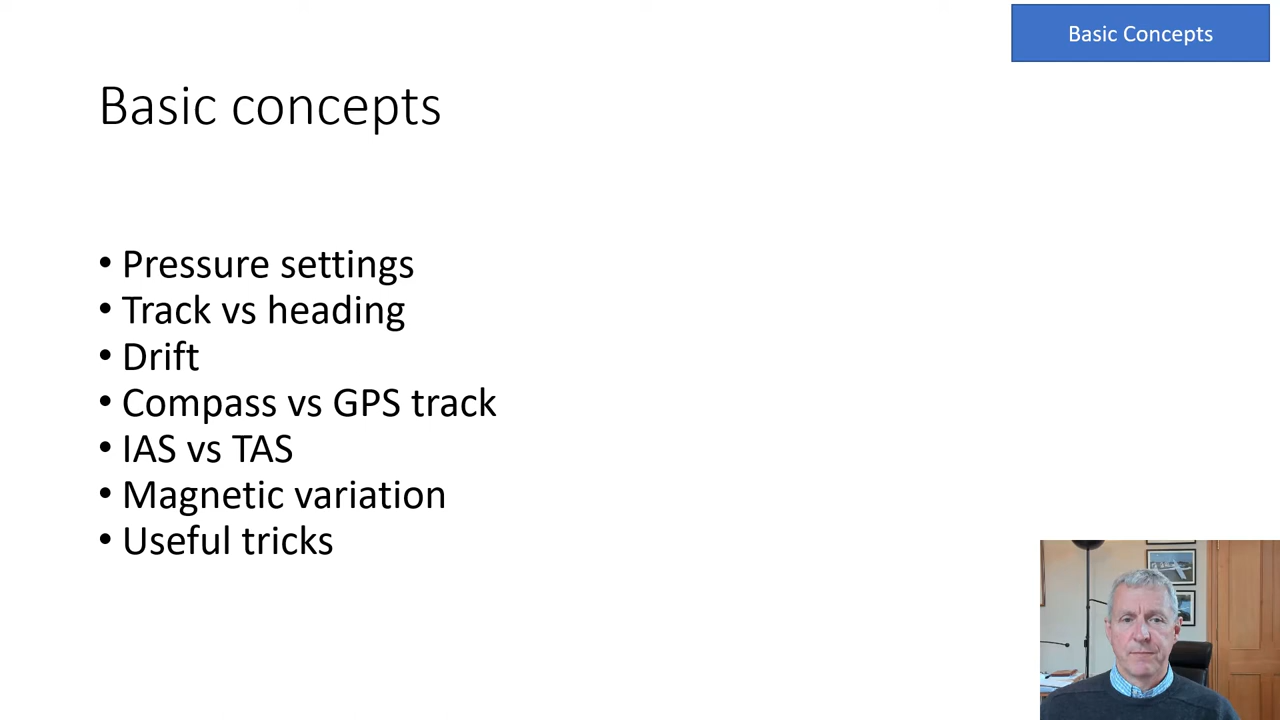 Basic Concepts
Basic concepts
• Pressure settings
• Track vs heading
• Drift
• Compass vs GPS track
• IAS vs TAS
• Magnetic variation
• Useful tricks